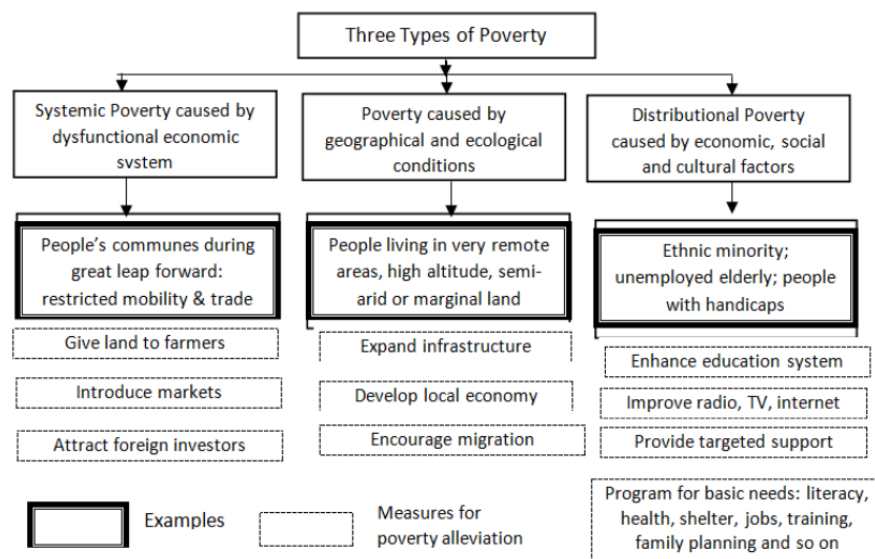 Three Types of Poverty
Systemic Poverty caused by
dysfunctional economic
system
Poverty caused by
geographical and ecological
conditions
Distributional Poverty
caused by economic, social
and cultural factors
People's communes during
great leap forward:
restricted mobility & trade
People living in very remote
areas, high altitude, semi-
arid or marginal land
Ethnic minority;
unemployed elderly; people
with handicaps
Give land to farmers
Introduce markets
Attract foreign investors
Expand infrastructure
Develop local economy
Encourage migration
Enhance education system
Improve radio, TV, internet
Provide targeted support
Program for basic needs: literacy,
health, shelter, jobs, training,
family planning and so on
Examples
Measures for
poverty alleviation